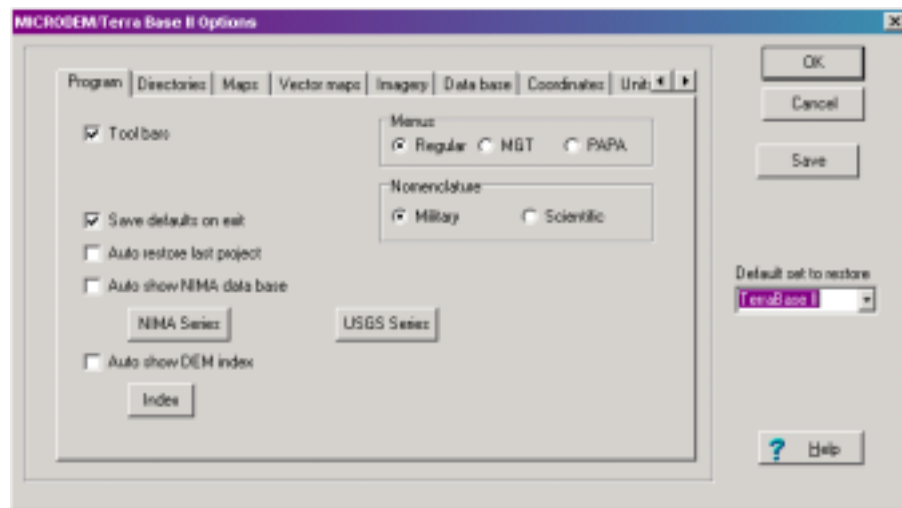 MICRODEM/Terra Base II Options
Program Directories Maps Vector maps Imagery Data base Coordinates Units
Tool bars
Menus
Regular MGT PAPA
Nomenclature
Military Scientific
Save defaults on exit
Auto restore last project
Auto show NIMA data base
NIMA Series USGS Series
Auto show DEM index
Index
OK
Cancel
Save
Default set to restore
TerraBase II
? Help